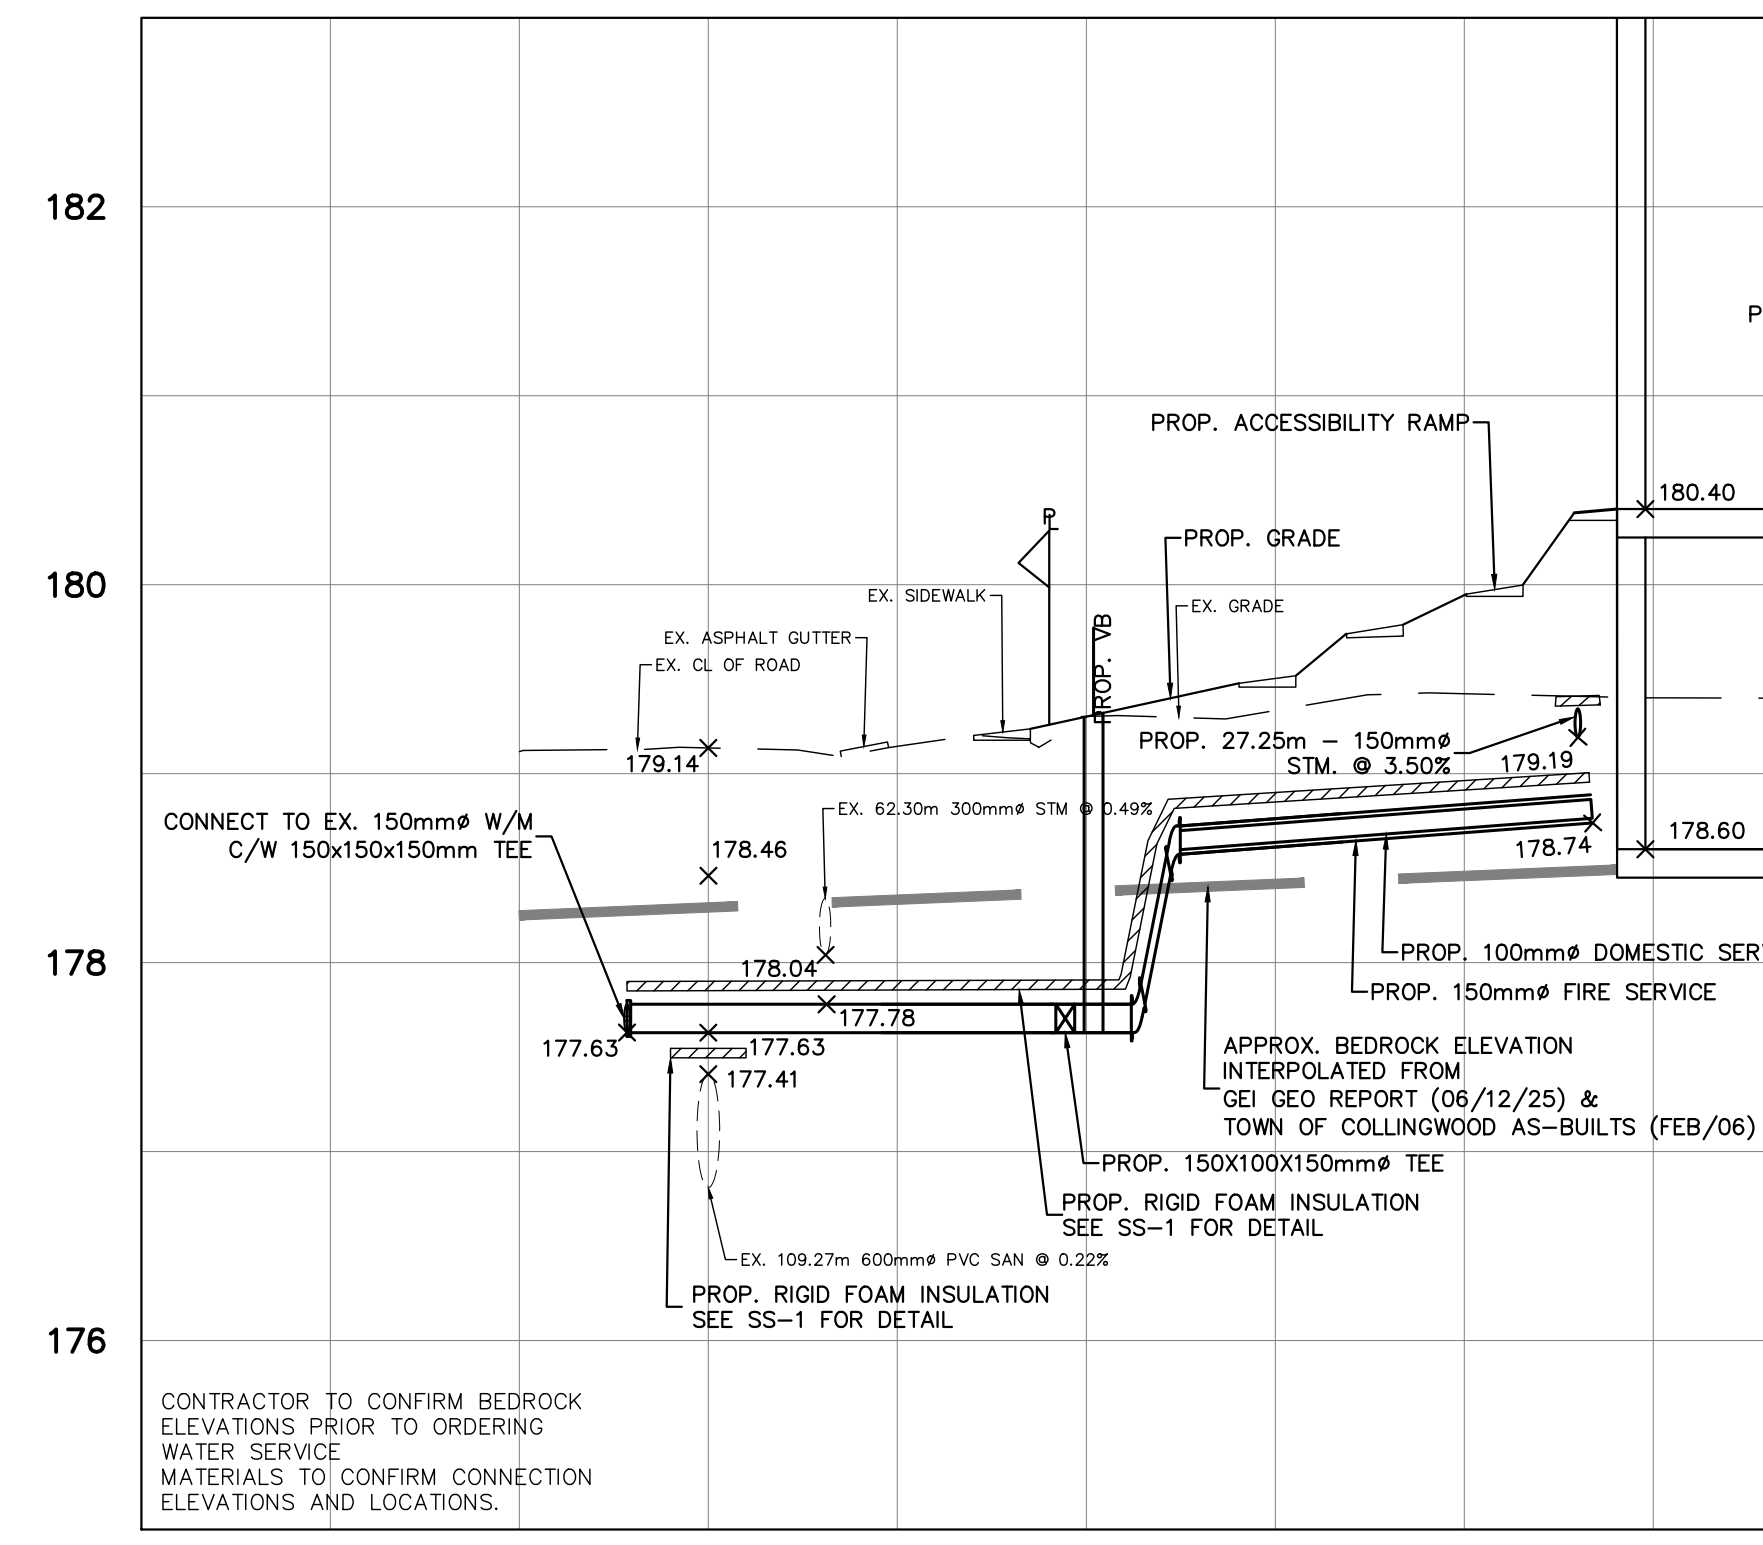 182
P
PROP. ACCESSIBILITY RAMP
180.40
PL
PROP. GRADE
180
EX. SIDEWALK
EX. GRADE
PROP. VB
EX. ASPHALT GUTTER
EX. CL OF ROAD
PROP. 27.25m - 150mmø
STM. @ 3.50%
179.14
179.19
EX. 62.30m 300mmø STM @ 0.49%
CONNECT TO EX. 150mmø W/M
C/W 150x150x150mm TEE
178.46
178.74
178.60
178
178.04
PROP. 100mmø DOMESTIC SER
PROP. 150mmø FIRE SERVICE
177.78
177.63
177.63
177.41
APPROX. BEDROCK ELEVATION
INTERPOLATED FROM
GEI GEO REPORT (06/12/25) &
TOWN OF COLLINGWOOD AS-BUILTS (FEB/06)
PROP. 150X100X150mmø TEE
PROP. RIGID FOAM INSULATION
SEE SS-1 FOR DETAIL
EX. 109.27m 600mmø PVC SAN @ 0.22%
PROP. RIGID FOAM INSULATION
SEE SS-1 FOR DETAIL
176
CONTRACTOR TO CONFIRM BEDROCK
ELEVATIONS PRIOR TO ORDERING
WATER SERVICE
MATERIALS TO CONFIRM CONNECTION
ELEVATIONS AND LOCATIONS.